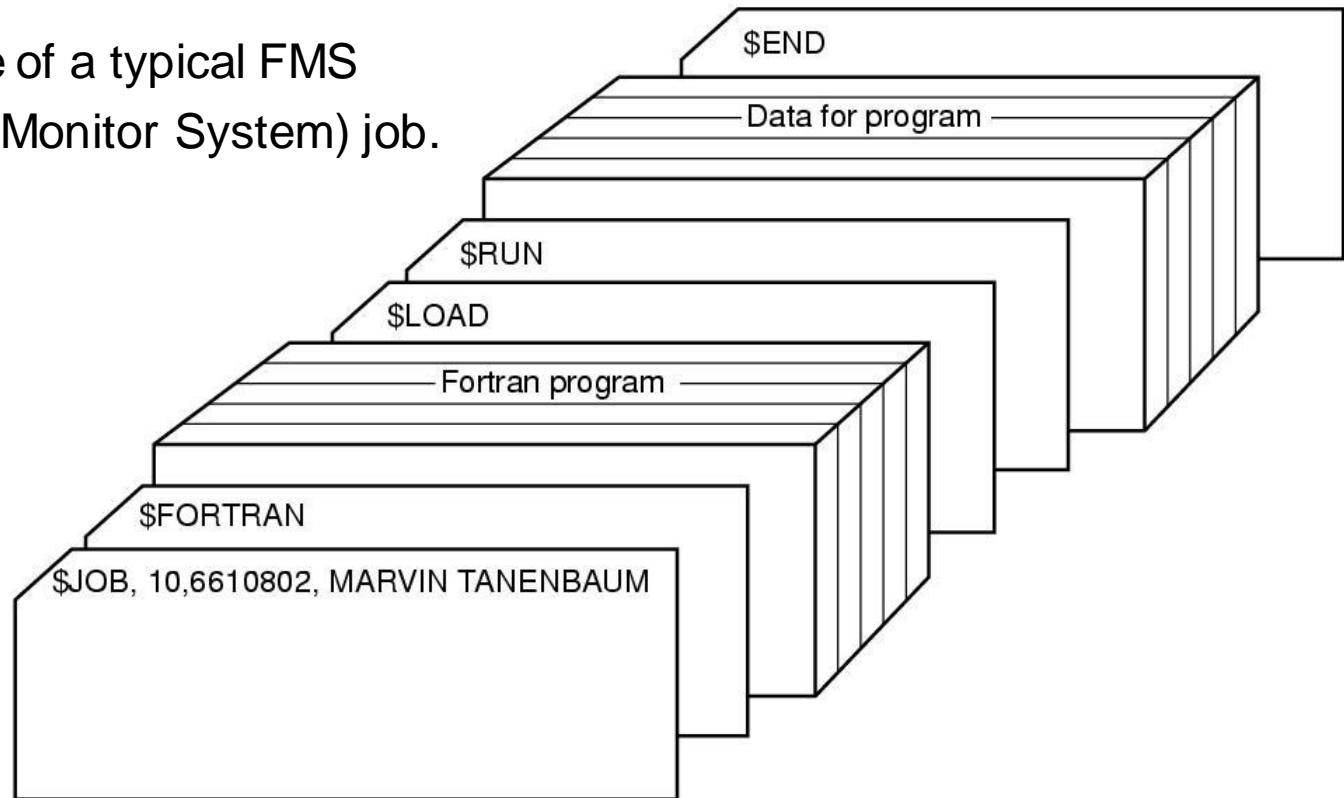 of a typical FMS
Monitor System) job.
$END
Data for program
$RUN
$LOAD
Fortran program
$FORTRAN
$JOB, 10,6610802, MARVIN TANENBAUM